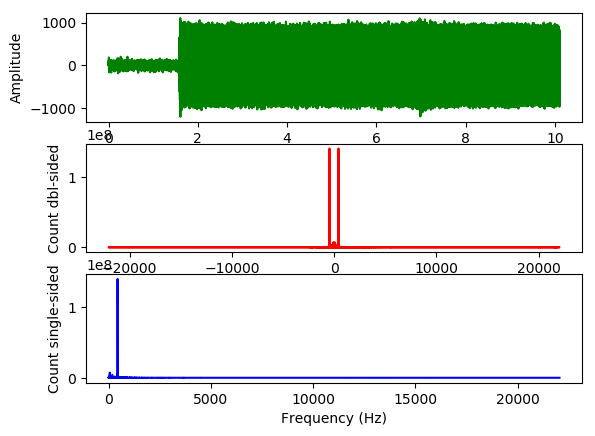 Amplitude
1000
0
−1000
0 2 4 6 8 10
1e8
Count dbl-sided
1
0
−20000 −10000 0 10000 20000
1e8
Count single-sided
1
0
0 5000 10000 15000 20000
Frequency (Hz)